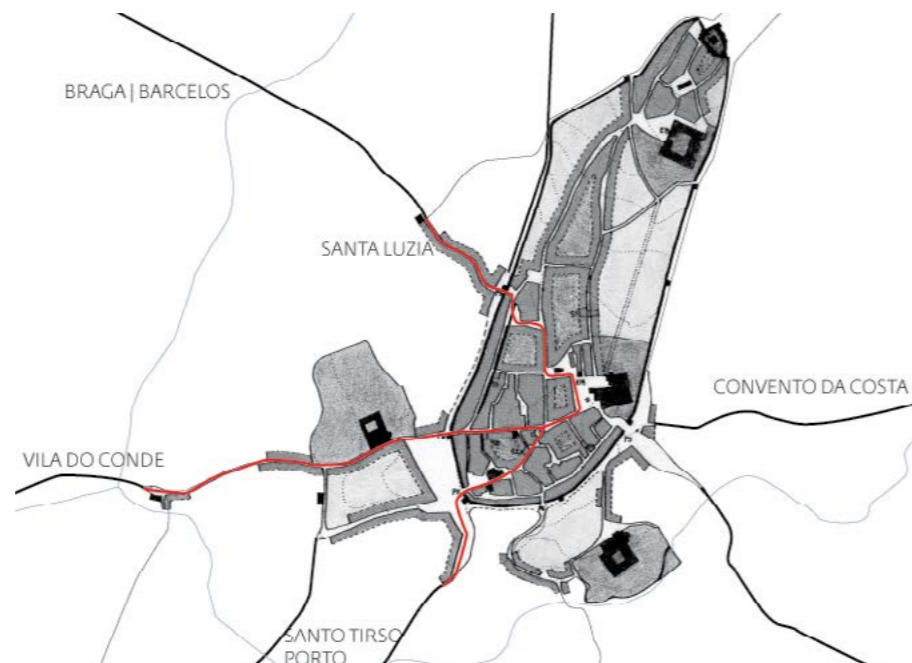 BRAGA | BARCELOS
SANTA LUZIA
CONVENTO DA COSTA
VILA DO CONDE
SANTO TIRSO
PORTO